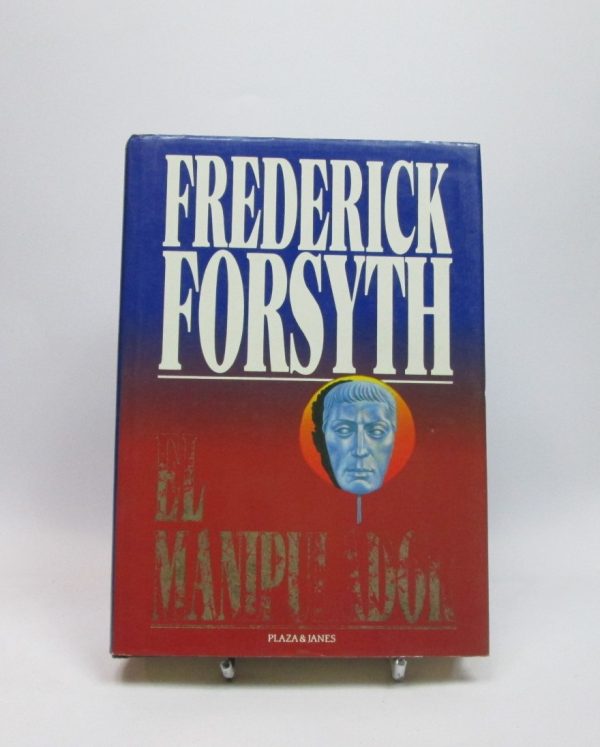 FREDERICK
FORSYTH
EL
MANIPULADOR
PLAZA & JANES